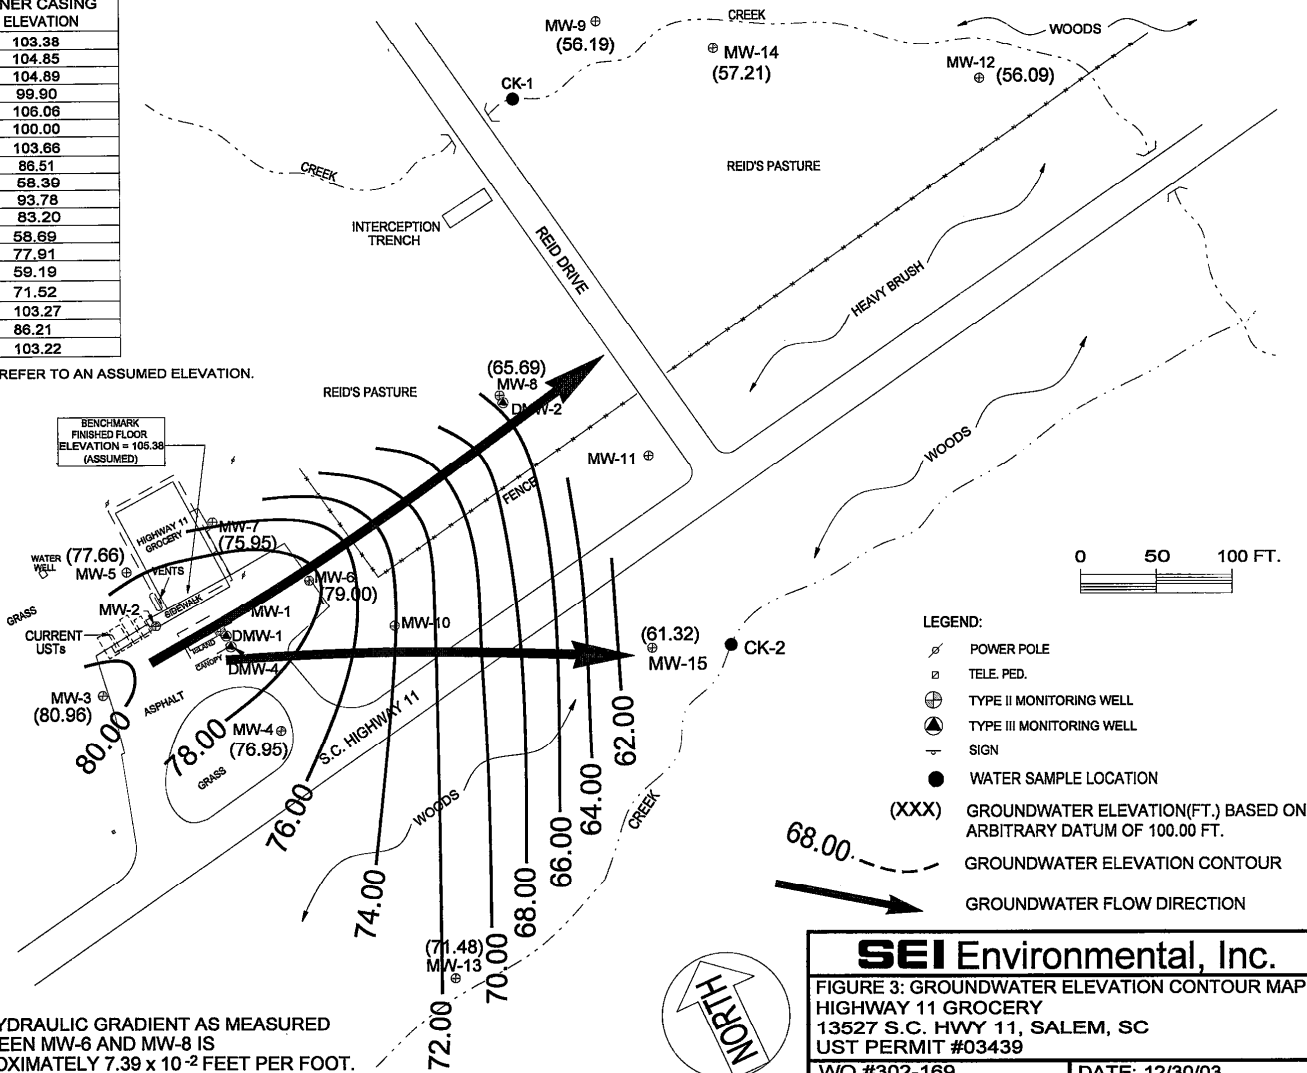 NER CASING
ELEVATION
103.38
104.85
104.89
99.90
106.06
100.00
103.66
86.51
58.39
93.78
83.20
58.69
77.91
59.19
71.52
103.27
86.21
103.22
REFER TO AN ASSUMED ELEVATION.
MW-9
(56.19)
CREEK
MW-14
(57.21)
WOODS
MW-12
(56.09)
CK-1
CREEK
REID'S PASTURE
INTERCEPTION
TRENCH
REID DRIVE
HEAVY BRUSH
(65.69)
MW-8
DMW-2
REID'S PASTURE
BENCHMARK
FINISHED FLOOR
ELEVATION = 105.38
(ASSUMED)
MW-11
WOODS
FENCE
HIGHWAY 11
GROCERY
MW-7
(75.95)
WATER
WELL
(77.66)
MW-5
VENTS
MW-6
(79.00)
0 50 100 FT.
GRASS
MW-2
SIDEWALK
MW-1
MW-10
CURRENT
USTs
ISLAND
DMW-1
CANOPY
DMW-4
(61.32)
MW-15
CK-2
MW-3
(80.96)
ASPHALT
80.00
78.00
MW-4
(76.95)
GRASS
S.C. HIGHWAY 11
62.00
64.00
76.00
WOODS
CREEK
66.00
68.00
74.00
(71.48)
MW-13
70.00
72.00
LEGEND:
POWER POLE
TELE. PED.
TYPE II MONITORING WELL
TYPE III MONITORING WELL
SIGN
WATER SAMPLE LOCATION
(XXX) GROUNDWATER ELEVATION(FT.) BASED ON
ARBITRARY DATUM OF 100.00 FT.
68.00 GROUNDWATER ELEVATION CONTOUR
GROUNDWATER FLOW DIRECTION
NORTH
YDRAULIC GRADIENT AS MEASURED
EEN MW-6 AND MW-8 IS
OXIMATELY 7.39 x 10⁻² FEET PER FOOT.
SEI Environmental, Inc.
FIGURE 3: GROUNDWATER ELEVATION CONTOUR MAP
HIGHWAY 11 GROCERY
13527 S.C. HWY 11, SALEM, SC
UST PERMIT #03439
WO #302-169
DATE: 12/30/03